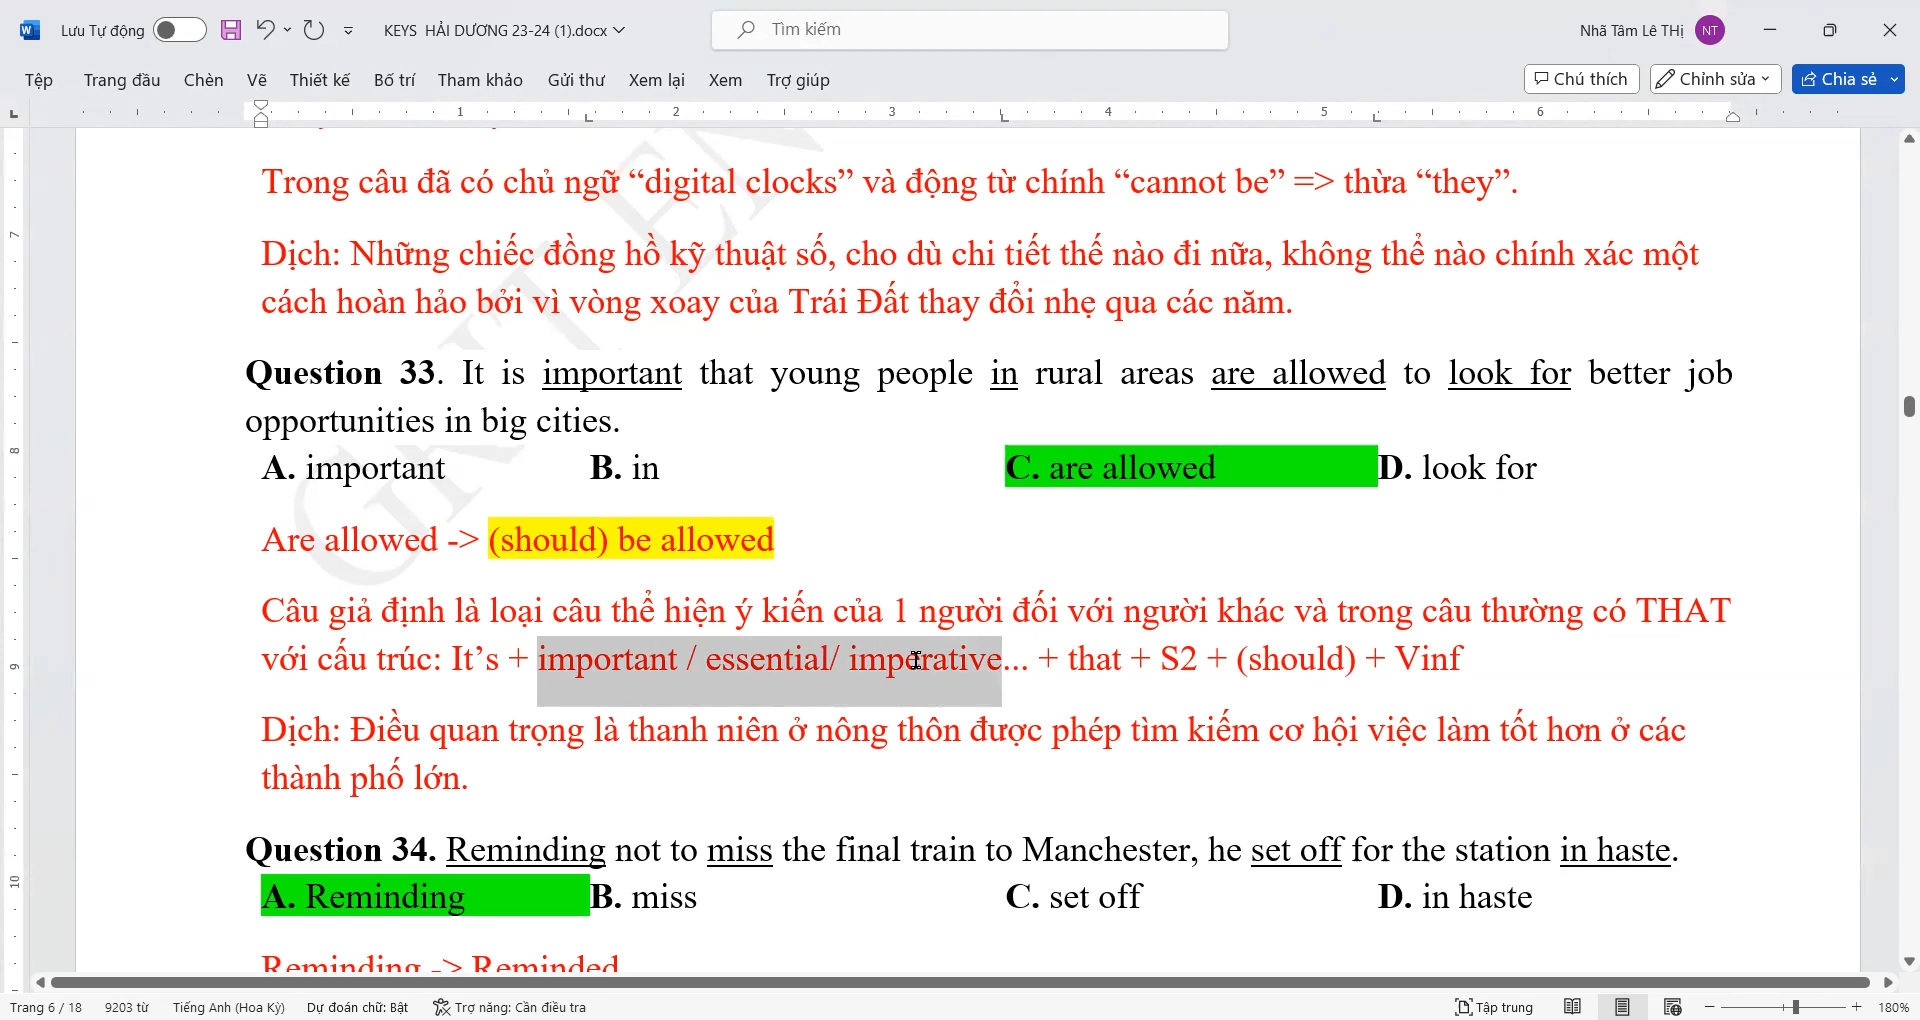 Lưu Tự động
KEYS HẢI DƯƠNG 23-24 (1).docx
Tìm kiếm
Nhã Tâm Lê THị
NT
Tệp Trang đầu Chèn Vẽ Thiết kế Bố trí Tham khảo Gửi thư Xem lại Xem Trợ giúp
Chú thích
Chỉnh sửa
Chia sẻ
1 2 3 4 5 6
Trong câu đã có chủ ngữ “digital clocks” và động từ chính “cannot be” => thừa “they”.
Dịch: Những chiếc đồng hồ kỹ thuật số, cho dù chi tiết thế nào đi nữa, không thể nào chính xác một
cách hoàn hảo bởi vì vòng xoay của Trái Đất thay đổi nhẹ qua các năm.
Question 33. It is important that young people in rural areas are allowed to look for better job
opportunities in big cities.
A. important B. in C. are allowed D. look for
Are allowed -> (should) be allowed
Câu giả định là loại câu thể hiện ý kiến của 1 người đối với người khác và trong câu thường có THAT
với cấu trúc: It’s + important / essential/ imperative... + that + S2 + (should) + Vinf
Dịch: Điều quan trọng là thanh niên ở nông thôn được phép tìm kiếm cơ hội việc làm tốt hơn ở các
thành phố lớn.
Question 34. Reminding not to miss the final train to Manchester, he set off for the station in haste.
A. Reminding B. miss C. set off D. in haste
Reminding -> Reminded
7
8
9
10
Trang 6 / 18 9203 từ Tiếng Anh (Hoa Kỳ) Dự đoán chữ: Bật Trợ năng: Cần điều tra
Tập trung
180%